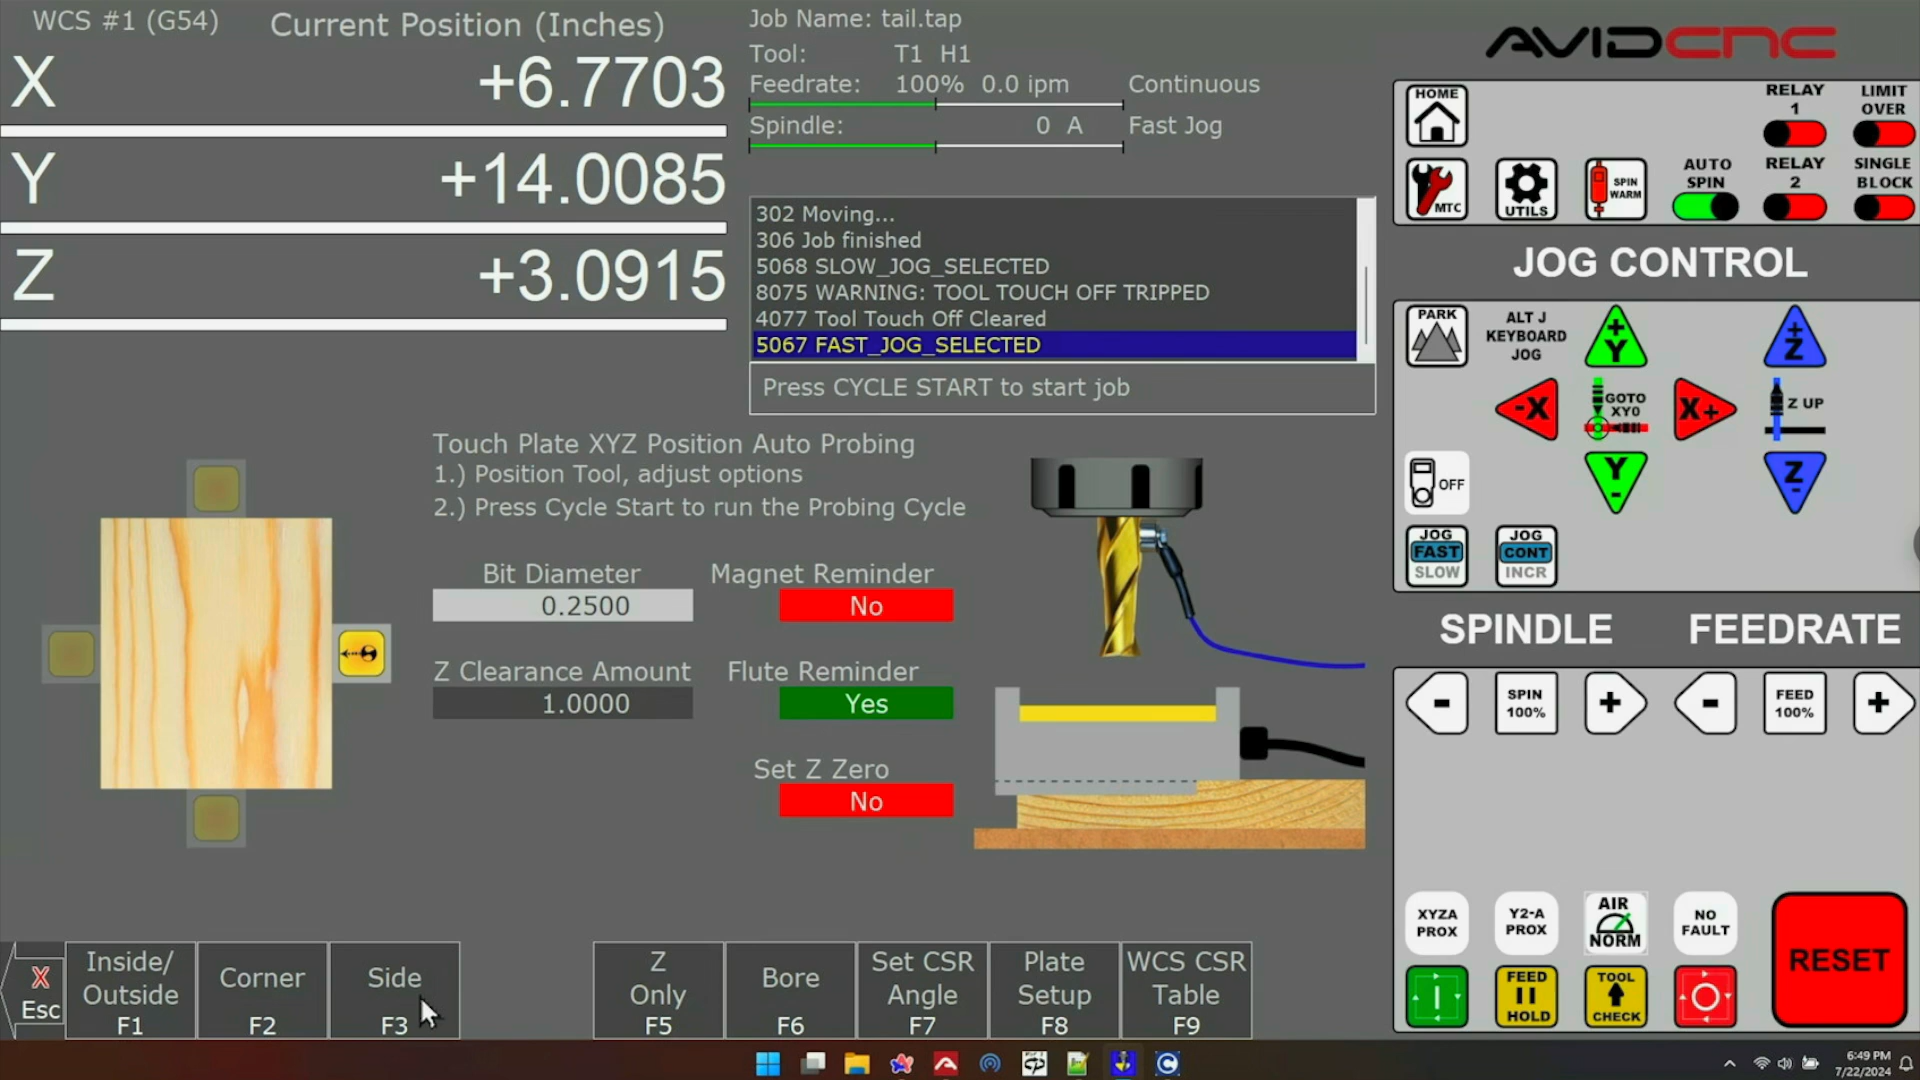 WCS #1 (G54)
Current Position (Inches)
X +6.7703
Y +14.0085
Z +3.0915
Job Name: tail.tap
Tool: T1 H1
Feedrate: 100% 0.0 ipm Continuous
Spindle: 0 A Fast Jog
302 Moving...
306 Job finished
5068 SLOW_JOG_SELECTED
8075 WARNING: TOOL TOUCH OFF TRIPPED
4077 Tool Touch Off Cleared
5067 FAST_JOG_SELECTED
Press CYCLE START to start job
Touch Plate XYZ Position Auto Probing
1.) Position Tool, adjust options
2.) Press Cycle Start to run the Probing Cycle
Bit Diameter
0.2500
Magnet Reminder
No
Z Clearance Amount
1.0000
Flute Reminder
Yes
Set Z Zero
No
X
Esc
Inside/
Outside
F1
Corner
F2
Side
F3
Z
Only
F5
Bore
F6
Set CSR
Angle
F7
Plate
Setup
F8
WCS CSR
Table
F9
AVIDCNC
HOME
RELAY
1
LIMIT
OVER
MTC
UTILS
SPIN
WARM
AUTO
SPIN
RELAY
2
SINGLE
BLOCK
JOG CONTROL
PARK
ALT J
KEYBOARD
JOG
+
Y
+
Z
-X
GOTO
XY0
X+
Z UP
OFF
Y
-
Z
-
JOG
FAST
SLOW
JOG
CONT
INCR
SPINDLE
FEEDRATE
-
SPIN
100%
+
-
FEED
100%
+
XYZA
PROX
Y2-A
PROX
AIR
NORM
NO
FAULT
RESET
FEED
HOLD
TOOL
CHECK
6:49 PM
7/22/2024